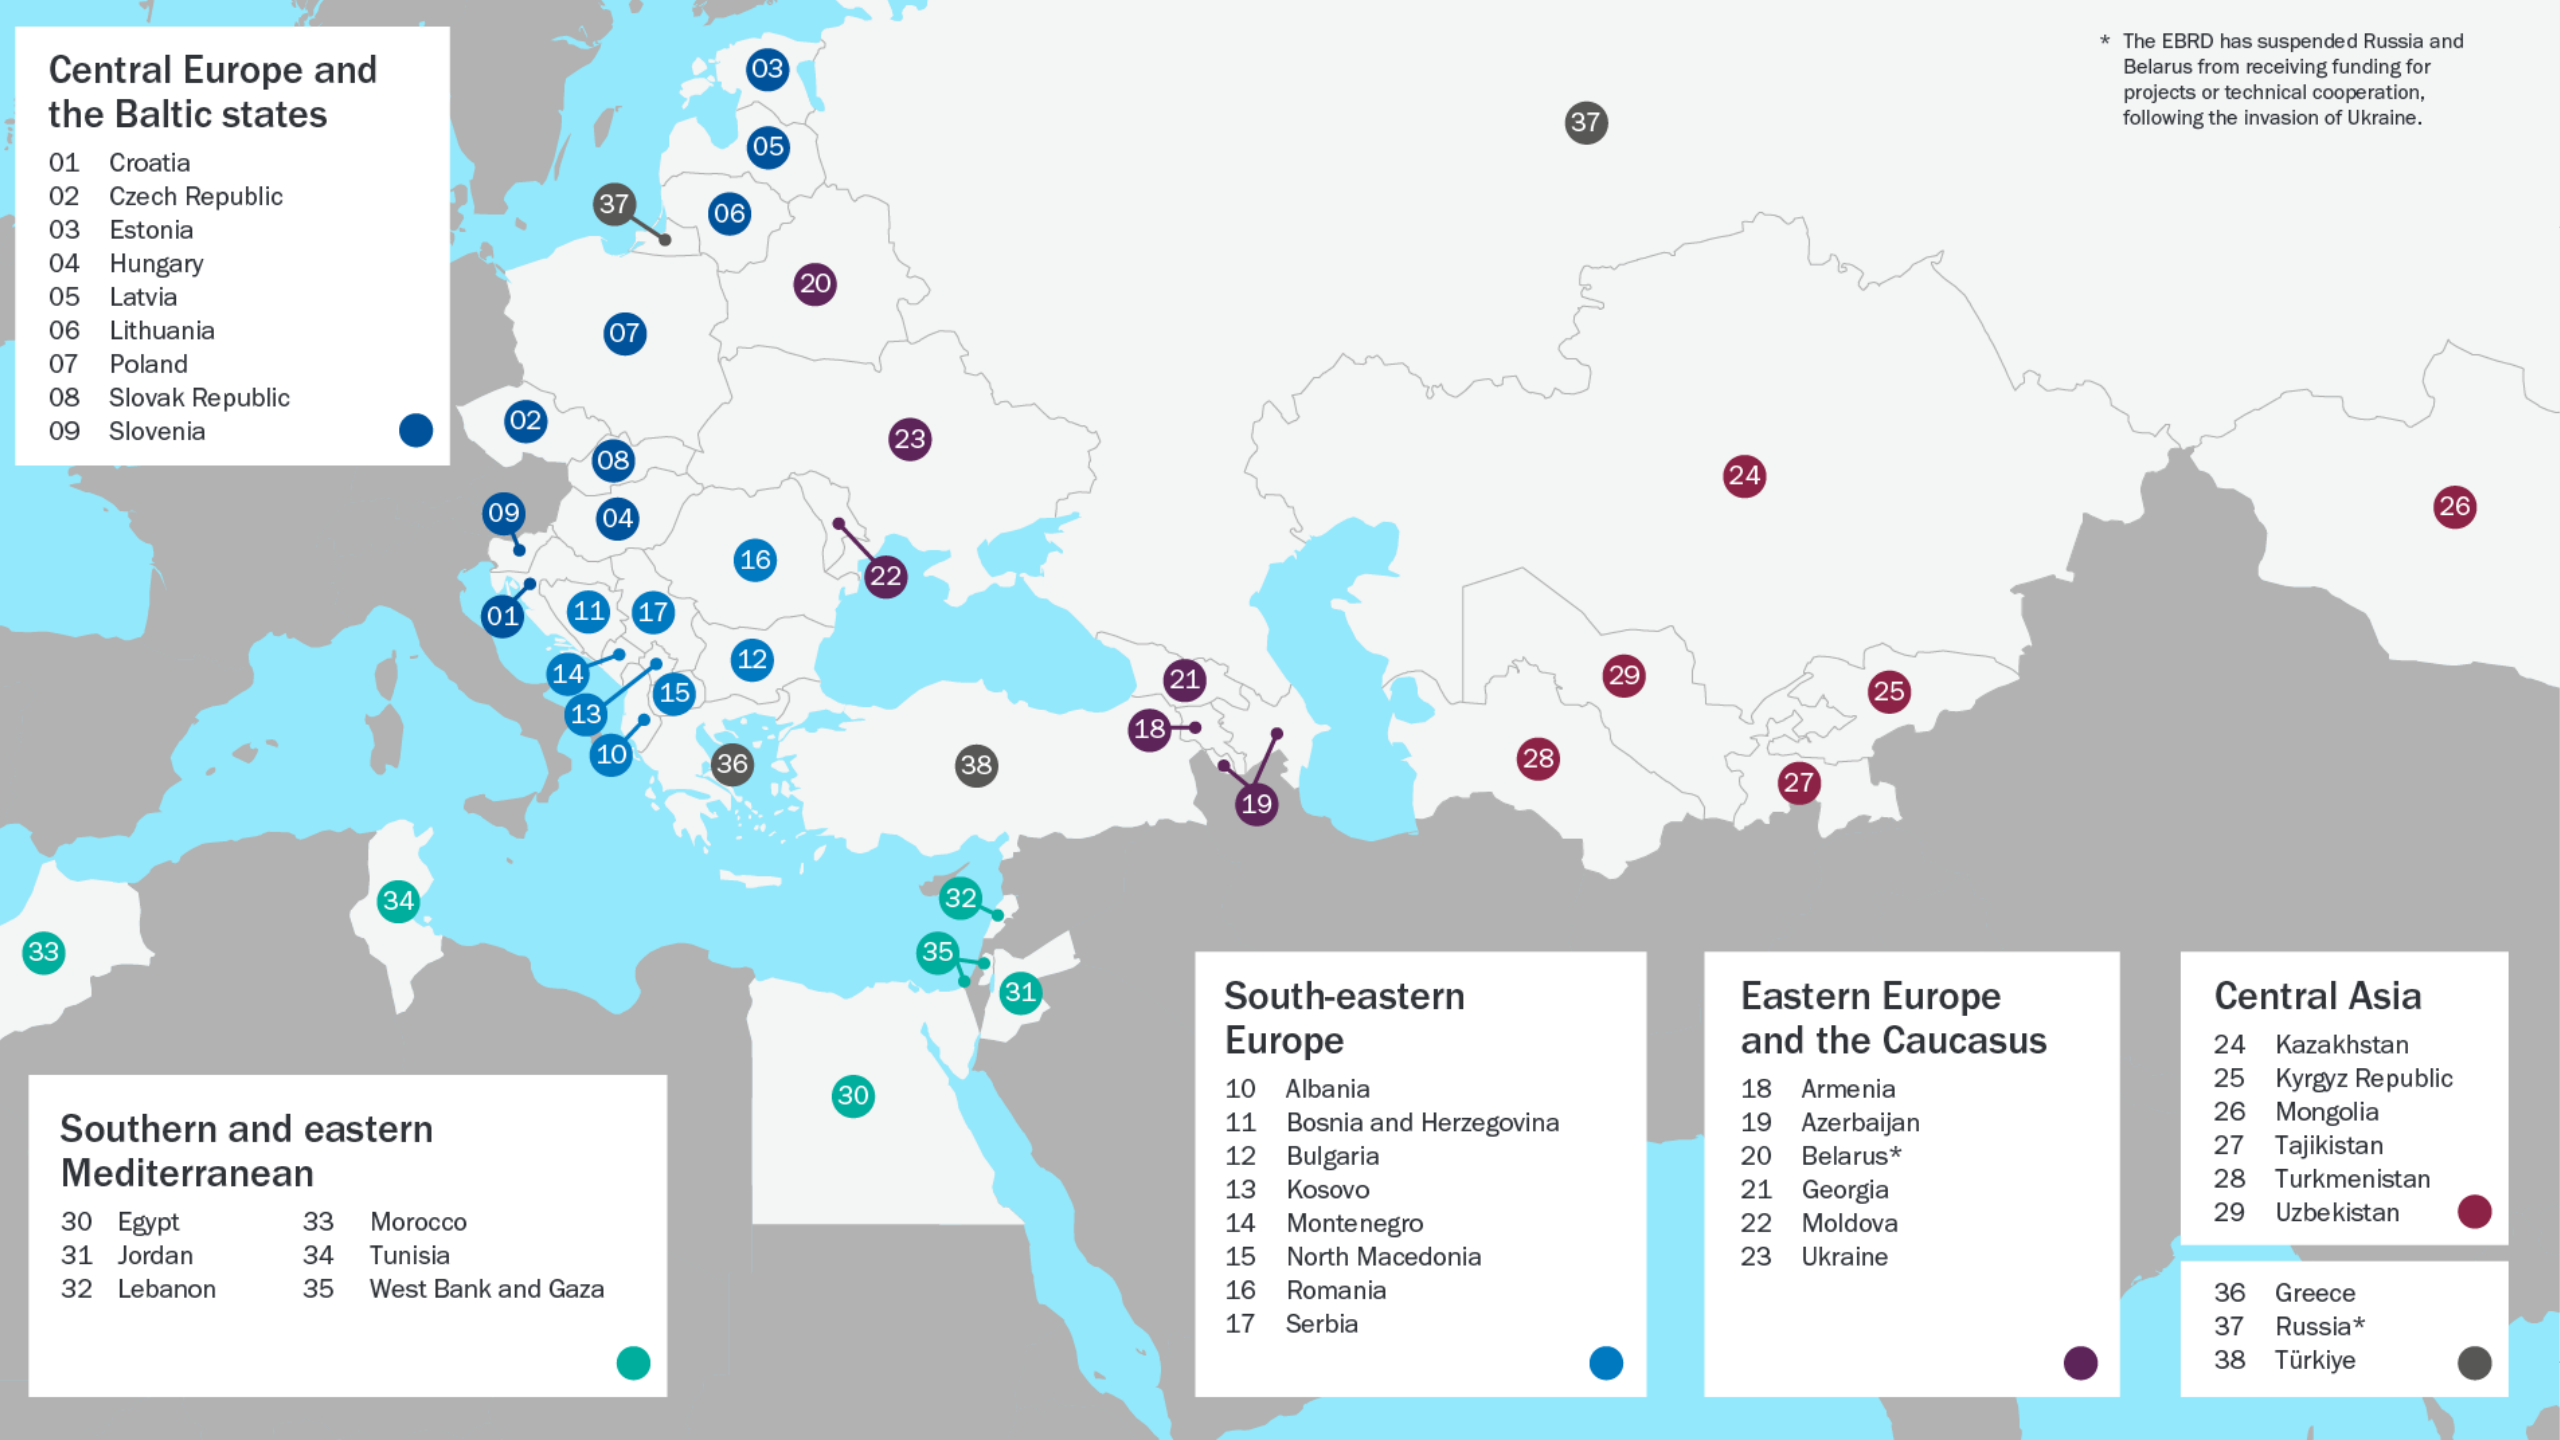 Central Europe and
the Baltic states
01 Croatia
02 Czech Republic
03 Estonia
04 Hungary
05 Latvia
06 Lithuania
07 Poland
08 Slovak Republic
09 Slovenia
* The EBRD has suspended Russia and
Belarus from receiving funding for
projects or technical cooperation,
following the invasion of Ukraine.
03
37
05
37
06
20
07
02
23
08
24
09
04
26
16
22
01
11
17
12
14
29
21
25
15
13
18
10
36
38
28
27
19
32
34
35
33
31
30
Southern and eastern
Mediterranean
30 Egypt
31 Jordan
32 Lebanon
33 Morocco
34 Tunisia
35 West Bank and Gaza
South-eastern
Europe
10 Albania
11 Bosnia and Herzegovina
12 Bulgaria
13 Kosovo
14 Montenegro
15 North Macedonia
16 Romania
17 Serbia
Eastern Europe
and the Caucasus
18 Armenia
19 Azerbaijan
20 Belarus*
21 Georgia
22 Moldova
23 Ukraine
Central Asia
24 Kazakhstan
25 Kyrgyz Republic
26 Mongolia
27 Tajikistan
28 Turkmenistan
29 Uzbekistan
36 Greece
37 Russia*
38 Türkiye